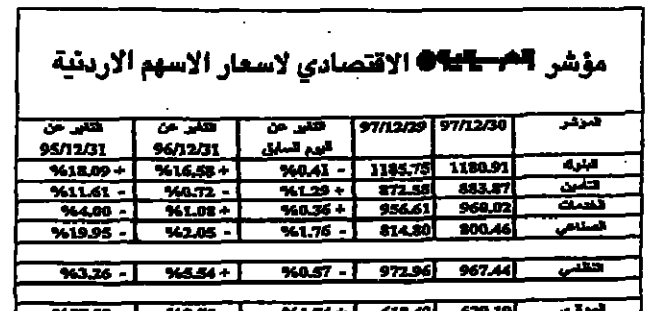 مؤشر الاقتصادي لاسعار الاسهم الاردنية
المؤشر 97/12/30 97/12/29 التغير عن اليوم السابق التغير عن 96/12/31 التغير عن 95/12/31
البنوك 1180.91 1185.75 - %0.41 + %16.58 + %18.09
التأمين 883.87 872.58 + %1.29 - %0.72 - %11.61
الخدمات 960.02 956.61 + %0.36 + %1.08 - %4.00
الصناعي 800.46 814.80 - %1.76 - %2.05 - %19.95
967.44 972.96 - %0.57 + %5.54 - %3.26